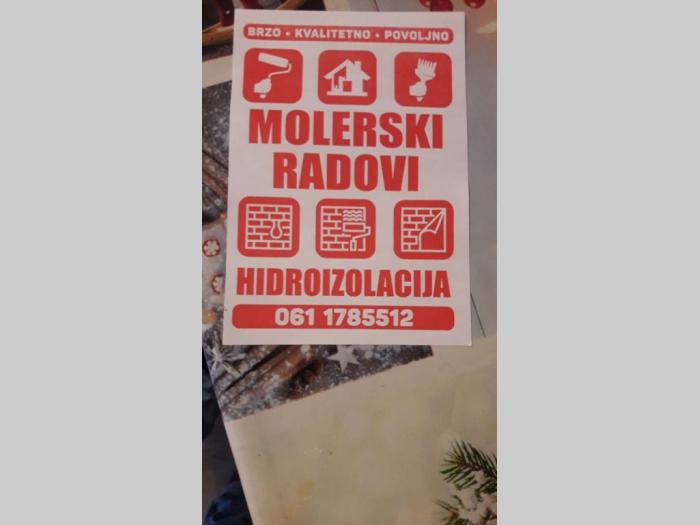 BRZO • KVALITETNO • POVOLJNO
MOLERSKI
RADOVI
HIDROIZOLACIJA
061 1785512